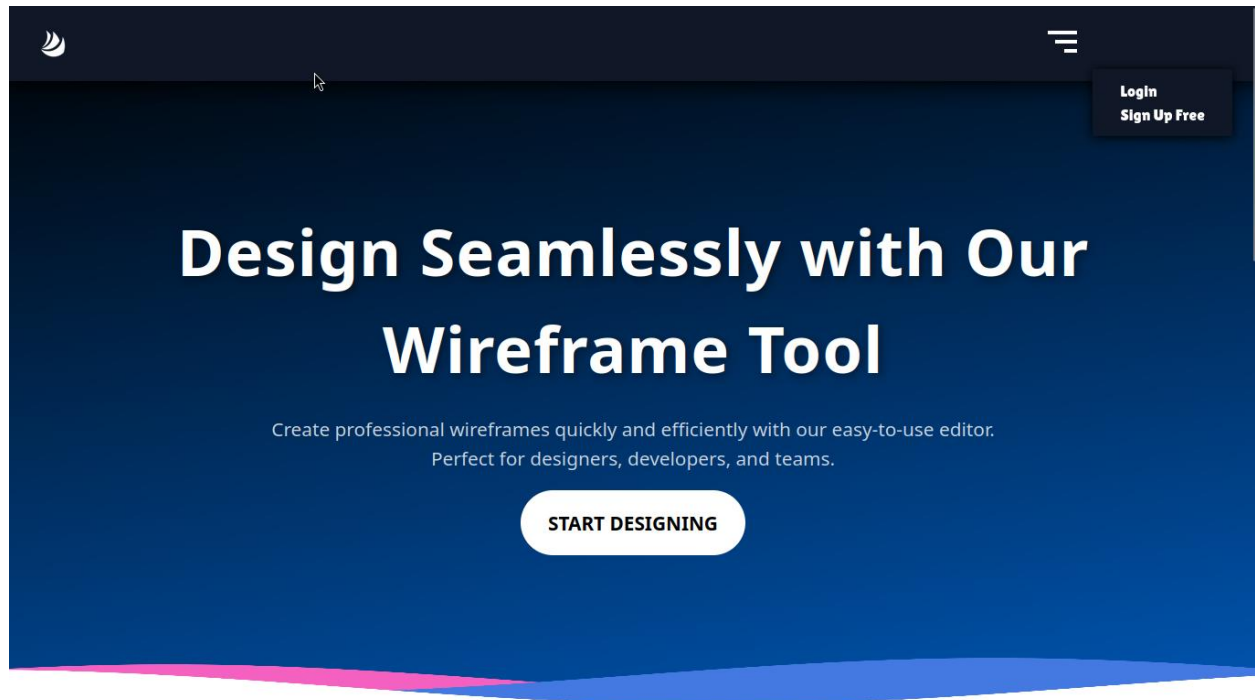 Login
Sign Up Free
Design Seamlessly with Our
Wireframe Tool
Create professional wireframes quickly and efficiently with our easy-to-use editor.
Perfect for designers, developers, and teams.
START DESIGNING